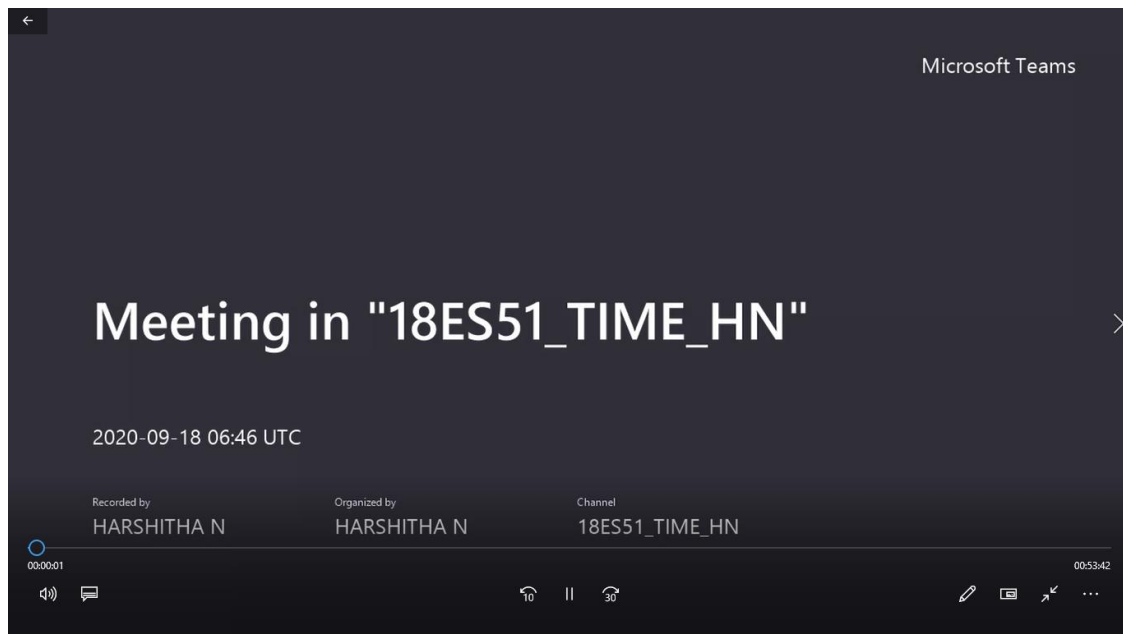 Microsoft Teams
Meeting in "18ES51_TIME_HN"
2020-09-18 06:46 UTC
Recorded by Organized by Channel
HARSHITHA N HARSHITHA N 18ES51_TIME_HN
00:00:01 00:53:42
10 30